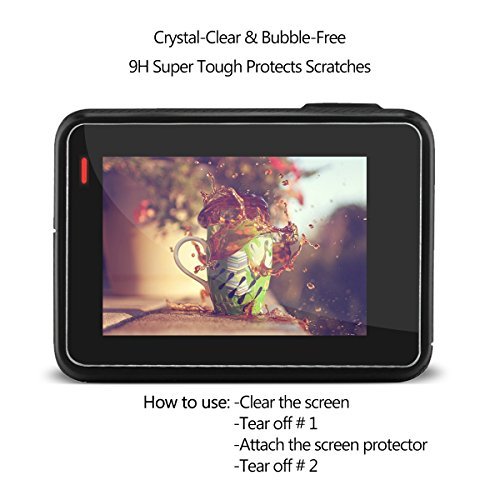 Crystal-Clear & Bubble-Free
9H Super Tough Protects Scratches
How to use: -Clear the screen
-Tear off # 1
-Attach the screen protector
-Tear off # 2